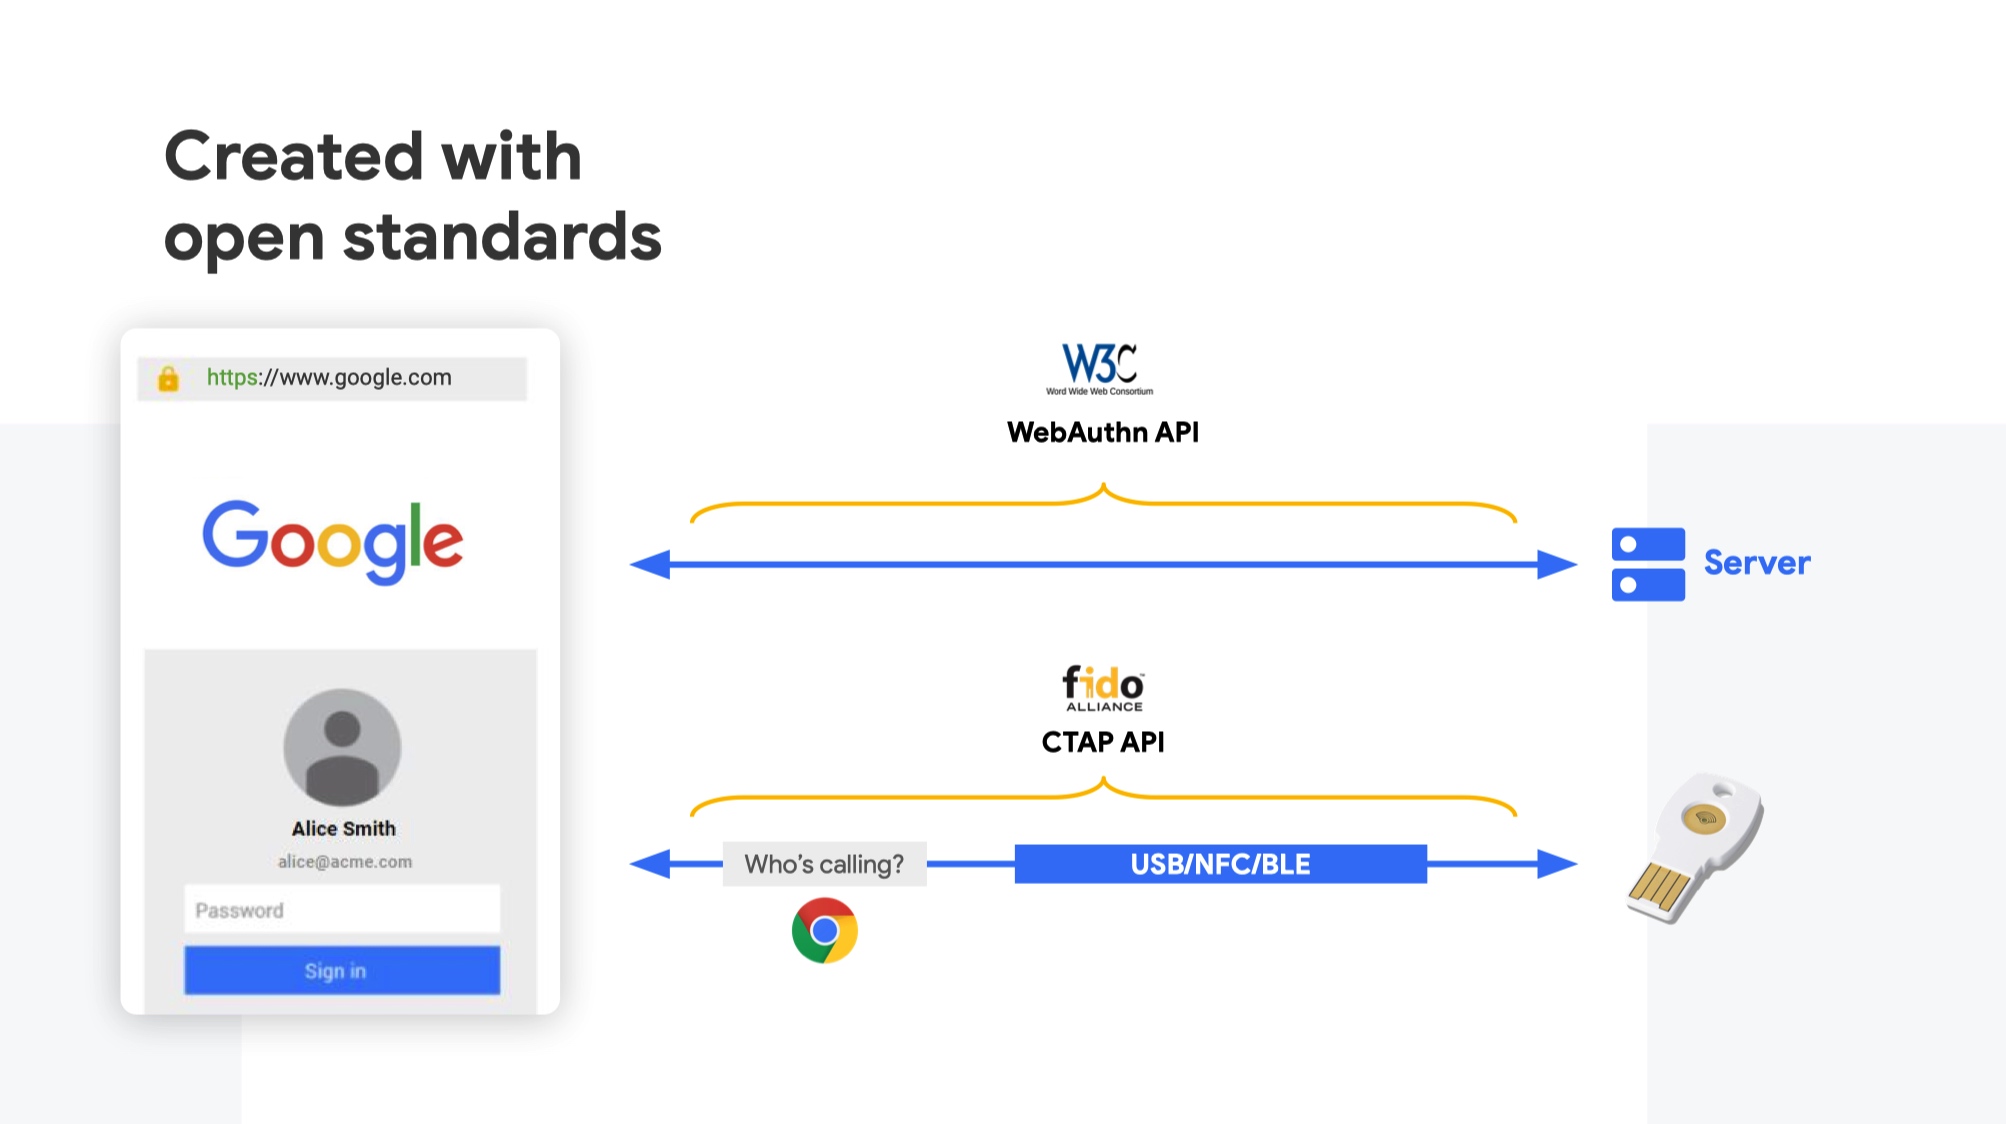 Created with
open standards
https://www.google.com
Google
Alice Smith
alice@acme.com
Password
Sign in
W3C
Word Wide Web Consortium
WebAuthn API
Server
fido™
ALLIANCE
CTAP API
Who's calling?
USB/NFC/BLE